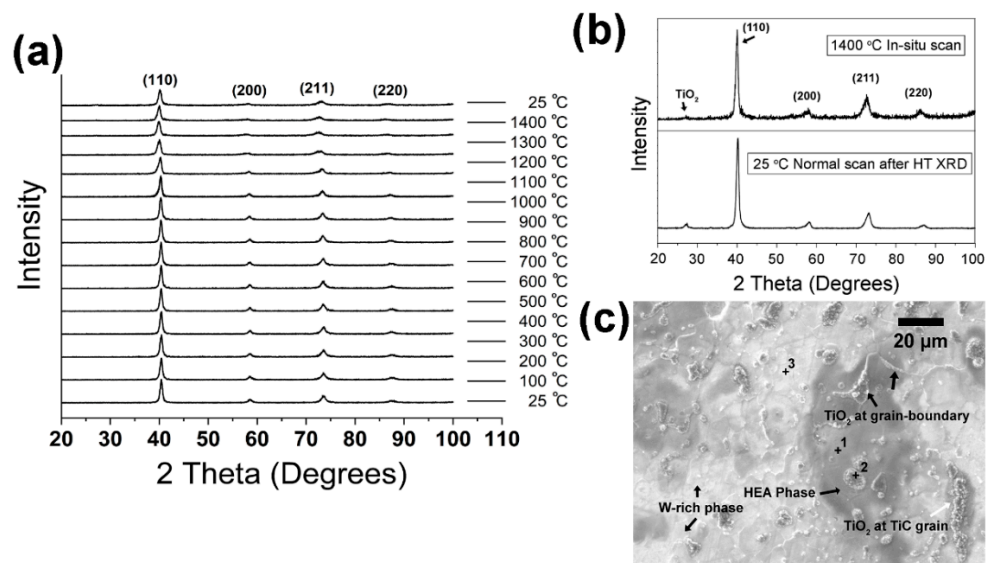 (a)
(110)
(200)
(211)
(220)
25 °C
1400 °C
1300 °C
1200 °C
1100 °C
1000 °C
900 °C
800 °C
700 °C
600 °C
500 °C
400 °C
300 °C
200 °C
100 °C
25 °C
Intensity
20 30 40 50 60 70 80 90 100 110
2 Theta (Degrees)
(b)
(110)
1400 °C In-situ scan
TiO2
(200)
(211)
(220)
25 °C Normal scan after HT XRD
Intensity
20 30 40 50 60 70 80 90 100
2 Theta (Degrees)
(c)
20 µm
3
TiO2 at grain-boundary
1
2
HEA Phase
W-rich phase
TiO2 at TiC grain